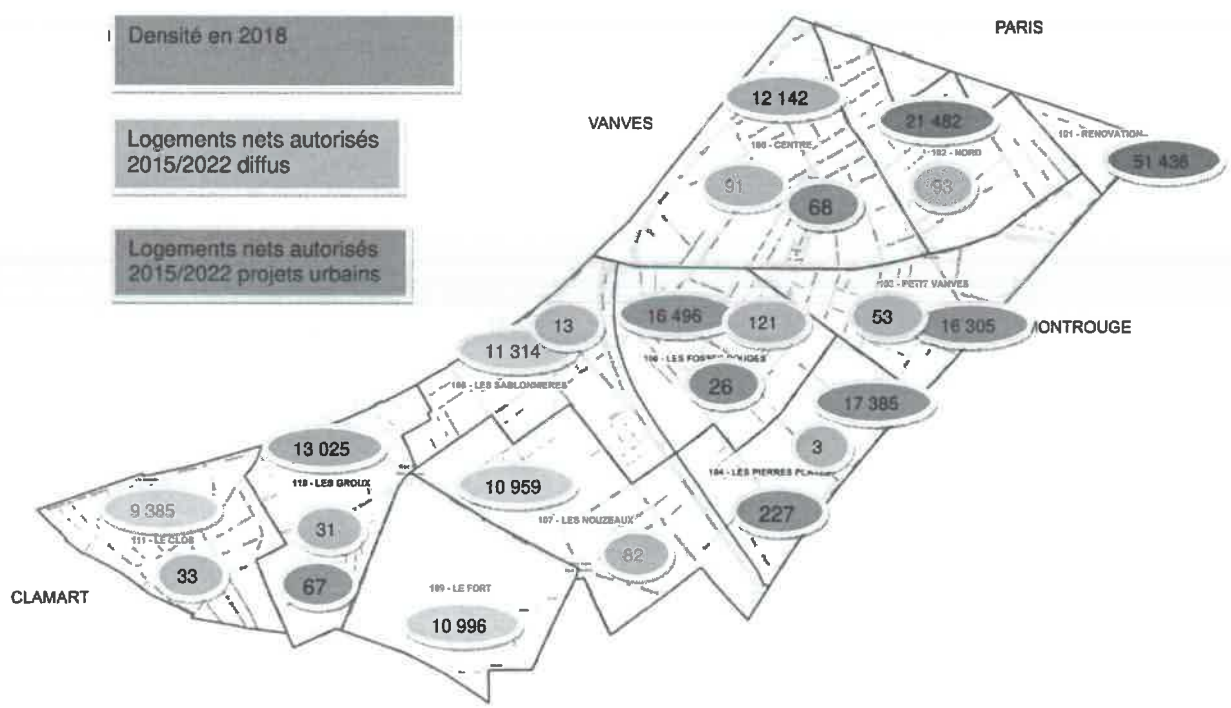 Densité en 2018
Logements nets autorisés
2015/2022 diffus
Logements nets autorisés
2015/2022 projets urbains
PARIS
VANVES
12 142
100 - CENTRE
21 482
102 - NORD
101 - RENOVATION
51 436
91
68
93
103 - PETIT VANVES
53
16 305
MONTROUGE
13
11 314
108 - LES SABLONNIERES
16 496
121
106 - LES FOSSES ROUGES
26
17 385
3
104 - LES PIERRES
227
13 025
110 - LES GROUX
31
67
10 959
107 - LES NOUZEAUX
82
9 385
111 - LE CLOS
33
CLAMART
109 - LE FORT
10 996